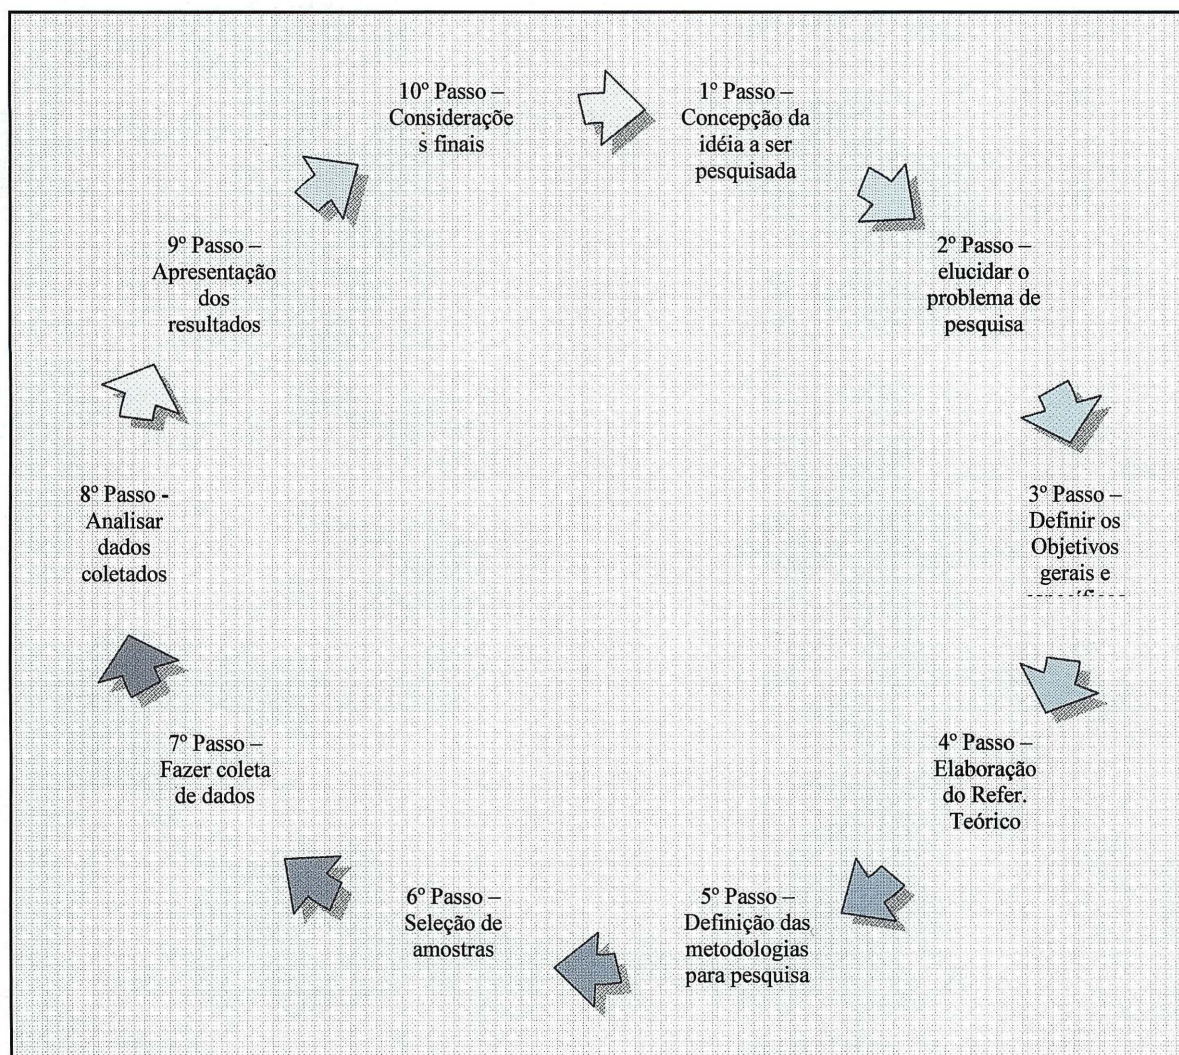 1º Passo –
Concepção da
idéia a ser
pesquisada
2º Passo –
elucidar o
problema de
pesquisa
3º Passo –
Definir os
Objetivos
gerais e
4º Passo –
Elaboração
do Refer.
Teórico
5º Passo –
Definição das
metodologias
para pesquisa
6º Passo –
Seleção de
amostras
7º Passo –
Fazer coleta
de dados
8º Passo -
Analisar
dados
coletados
9º Passo –
Apresentação
dos
resultados
10º Passo –
Consideraçõe
s finais